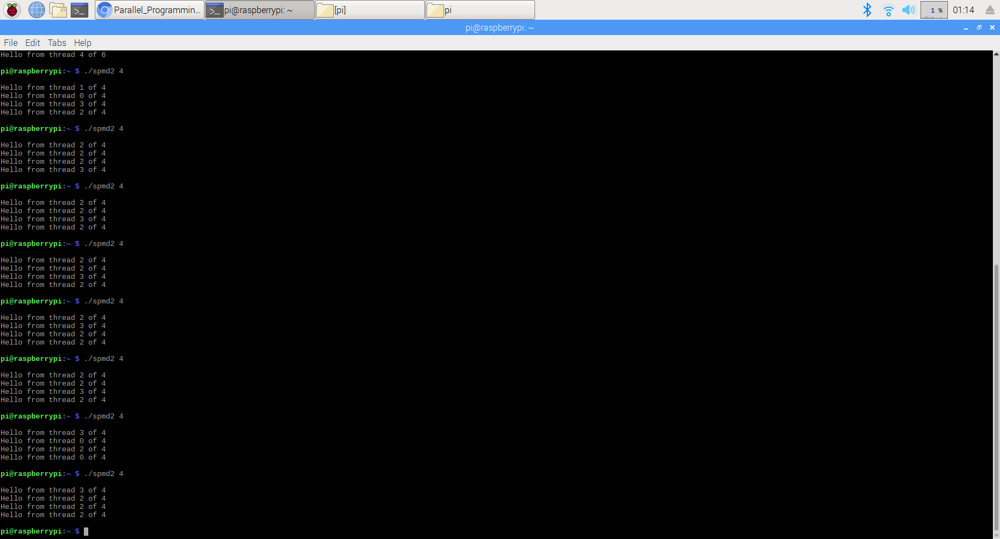 Parallel_Programmin... pi@raspberrypi: ~ [pi] pi 1 % 01:14
pi@raspberrypi: ~
File Edit Tabs Help
Hello from thread 4 of 6
pi@raspberrypi:~ $ ./spmd2 4
Hello from thread 1 of 4
Hello from thread 0 of 4
Hello from thread 3 of 4
Hello from thread 2 of 4
pi@raspberrypi:~ $ ./spmd2 4
Hello from thread 2 of 4
Hello from thread 2 of 4
Hello from thread 2 of 4
Hello from thread 3 of 4
pi@raspberrypi:~ $ ./spmd2 4
Hello from thread 2 of 4
Hello from thread 2 of 4
Hello from thread 3 of 4
Hello from thread 2 of 4
pi@raspberrypi:~ $ ./spmd2 4
Hello from thread 2 of 4
Hello from thread 2 of 4
Hello from thread 3 of 4
Hello from thread 2 of 4
pi@raspberrypi:~ $ ./spmd2 4
Hello from thread 2 of 4
Hello from thread 3 of 4
Hello from thread 2 of 4
Hello from thread 2 of 4
pi@raspberrypi:~ $ ./spmd2 4
Hello from thread 2 of 4
Hello from thread 2 of 4
Hello from thread 3 of 4
Hello from thread 2 of 4
pi@raspberrypi:~ $ ./spmd2 4
Hello from thread 3 of 4
Hello from thread 0 of 4
Hello from thread 2 of 4
Hello from thread 0 of 4
pi@raspberrypi:~ $ ./spmd2 4
Hello from thread 3 of 4
Hello from thread 2 of 4
Hello from thread 2 of 4
Hello from thread 2 of 4
pi@raspberrypi:~ $